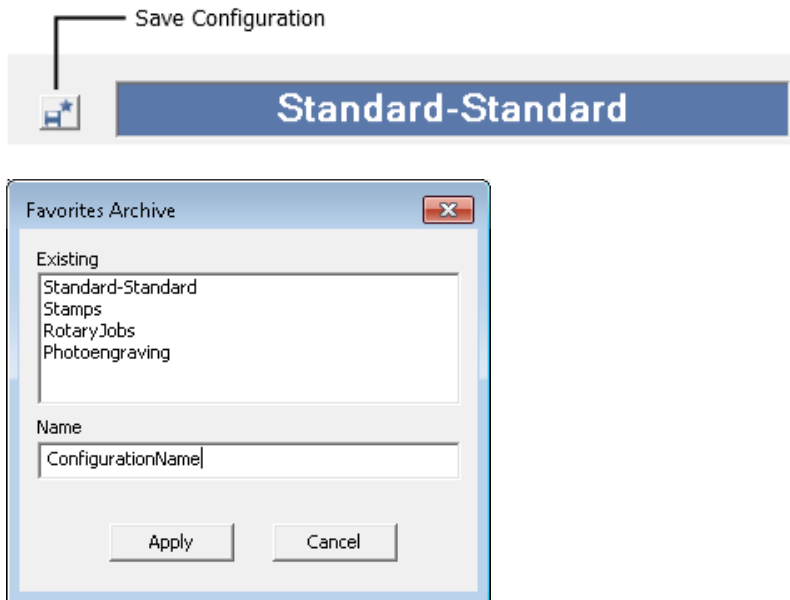 Save Configuration
Standard-Standard
Favorites Archive
Existing
Standard-Standard
Stamps
RotaryJobs
Photoengraving
Name
ConfigurationName
Apply Cancel